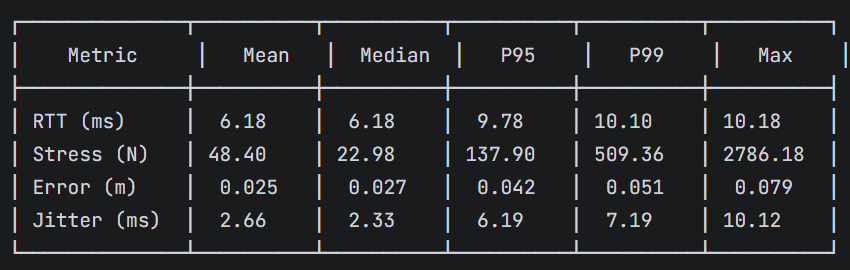 Metric Mean Median P95 P99 Max
RTT (ms) 6.18 6.18 9.78 10.10 10.18
Stress (N) 48.40 22.98 137.90 509.36 2786.18
Error (m) 0.025 0.027 0.042 0.051 0.079
Jitter (ms) 2.66 2.33 6.19 7.19 10.12